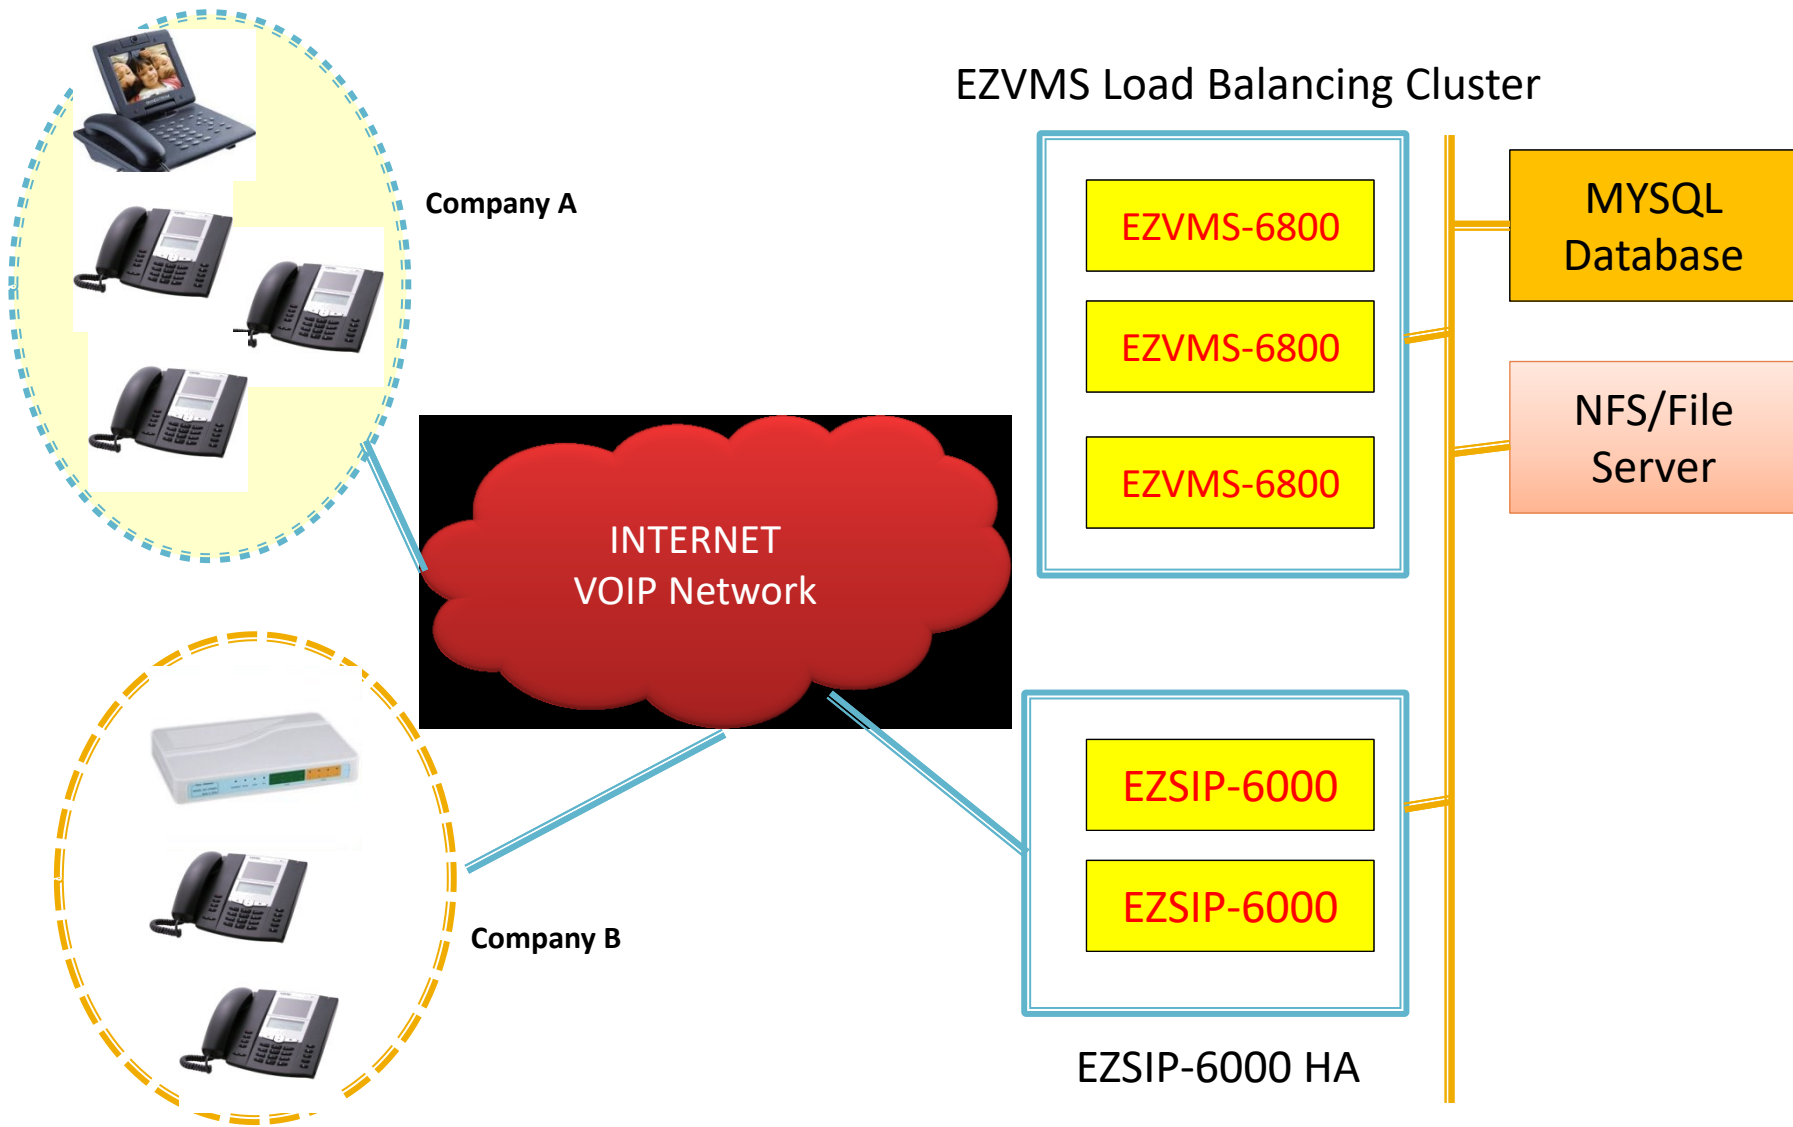 EZVMS Load Balancing Cluster
Company A
EZVMS-6800
EZVMS-6800
EZVMS-6800
MYSQL
Database
NFS/File
Server
INTERNET
VOIP Network
Company B
EZSIP-6000
EZSIP-6000
EZSIP-6000 HA